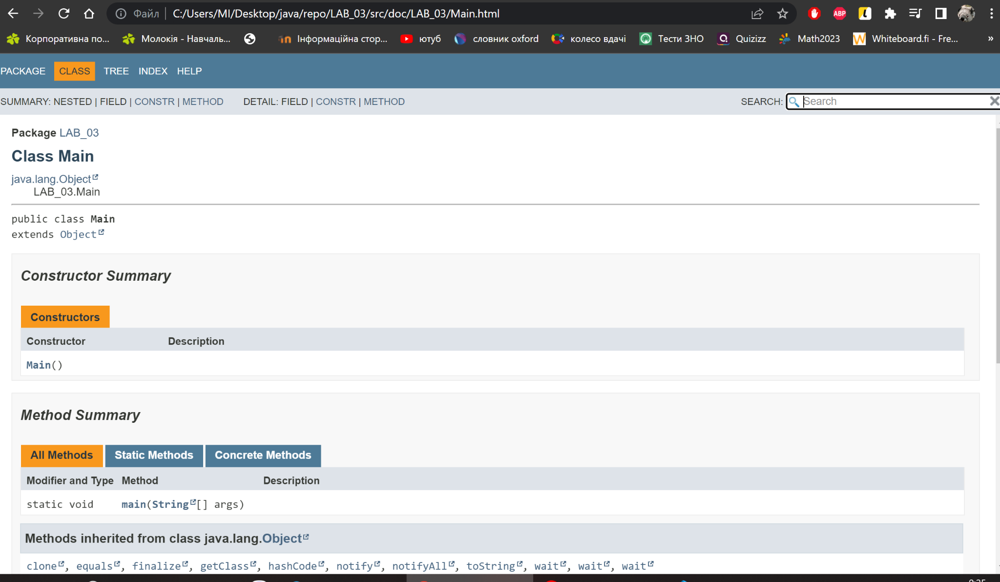 Файл C:/Users/MI/Desktop/java/repo/LAB_03/src/doc/LAB_03/Main.html ABP
Корпоративна по... Молокія - Навчаль... Інформаційна стор... ютуб словник oxford колесо вдачі Тести ЗНО Quizizz Math2023 Whiteboard.fi - Fre... »
PACKAGE CLASS TREE INDEX HELP
SUMMARY: NESTED | FIELD | CONSTR | METHOD DETAIL: FIELD | CONSTR | METHOD SEARCH: Search
Package LAB_03
Class Main
java.lang.Object
LAB_03.Main
public class Main
extends Object
Constructor Summary
Constructors
Constructor Description
Main()
Method Summary
All Methods Static Methods Concrete Methods
Modifier and Type Method Description
static void main(String[] args)
Methods inherited from class java.lang.Object
clone, equals, finalize, getClass, hashCode, notify, notifyAll, toString, wait, wait, wait